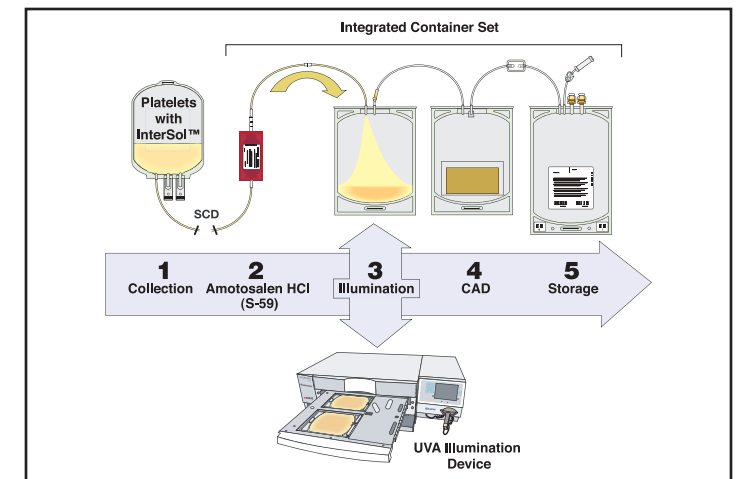 Integrated Container Set
Platelets
with
InterSol™
SCD
1
Collection
2
Amotosalen HCl
(S-59)
3
Illumination
4
CAD
5
Storage
UVA Illumination
Device